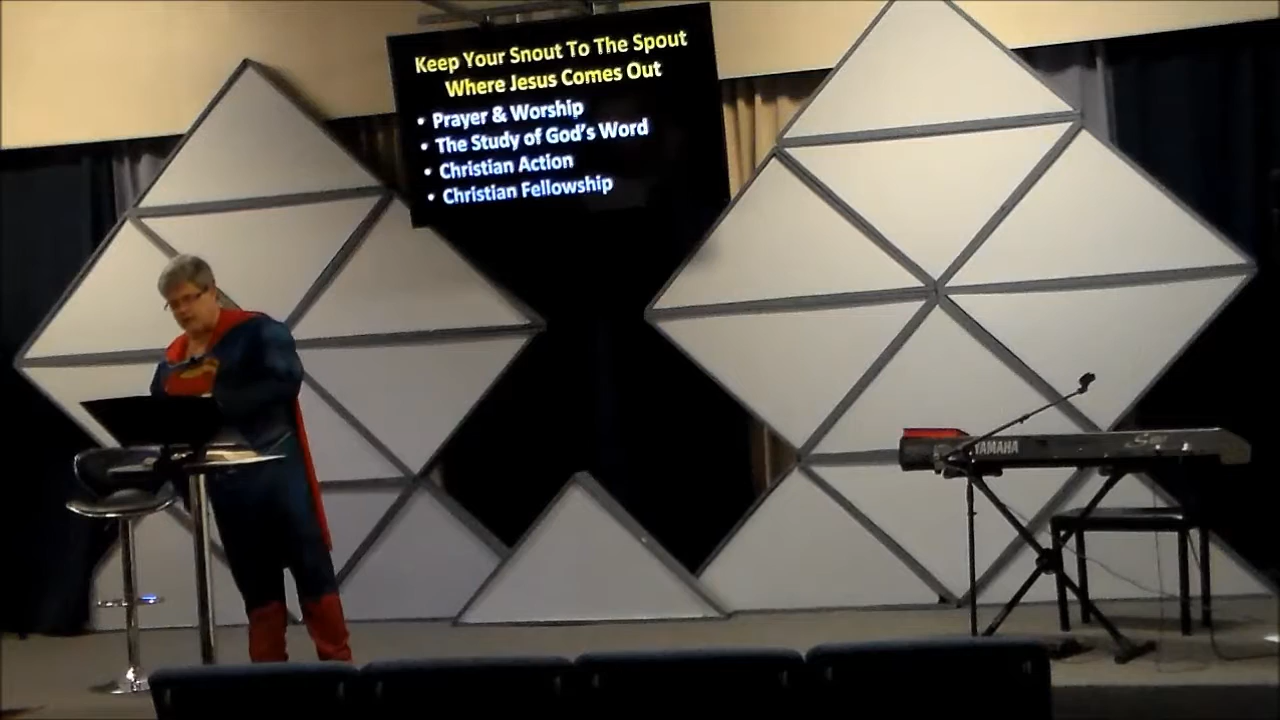 Keep Your Snout To The Spout
Where Jesus Comes Out
• Prayer & Worship
• The Study of God's Word
• Christian Action
• Christian Fellowship
YAMAHA